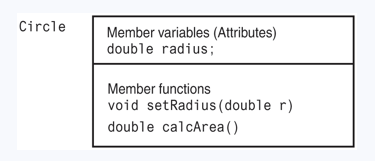 Circle
Member variables (Attributes)
double radius;
Member functions
void setRadius(double r)
double calcArea()